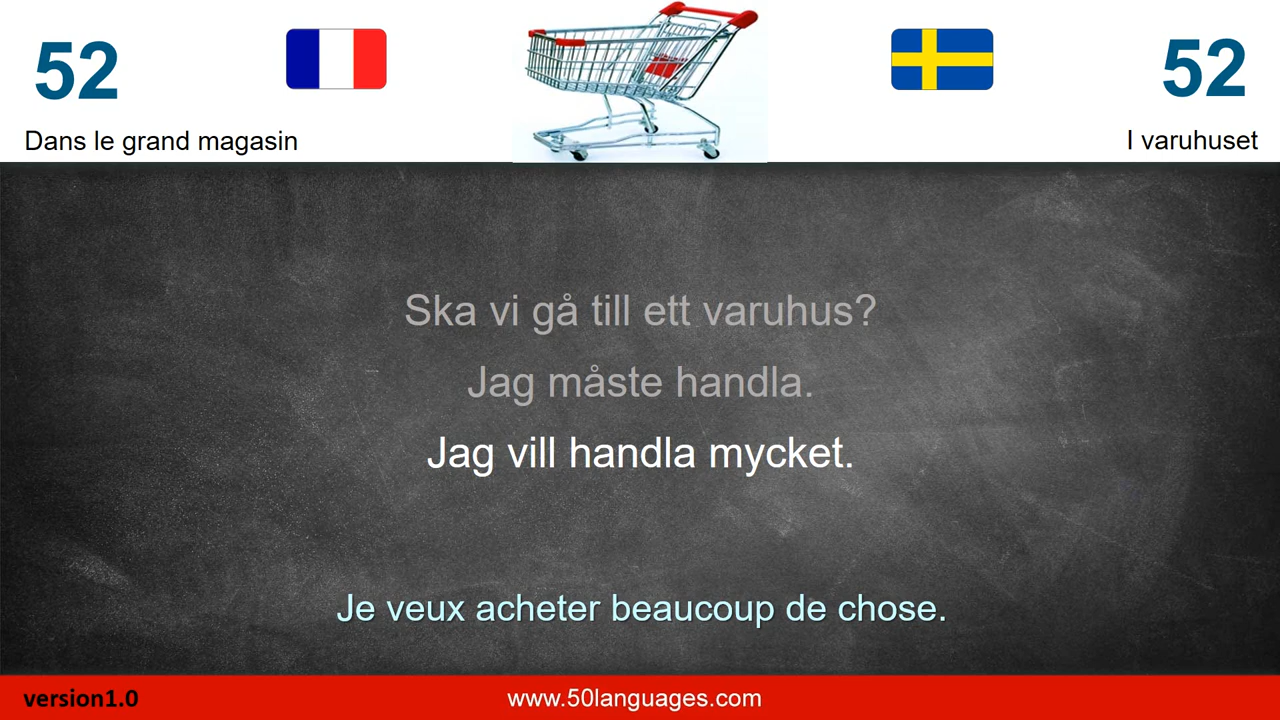 52
52
Dans le grand magasin
I varuhuset
Ska vi gå till ett varuhus?
Jag måste handla.
Jag vill handla mycket.
Je veux acheter beaucoup de chose.
version1.0
www.50languages.com